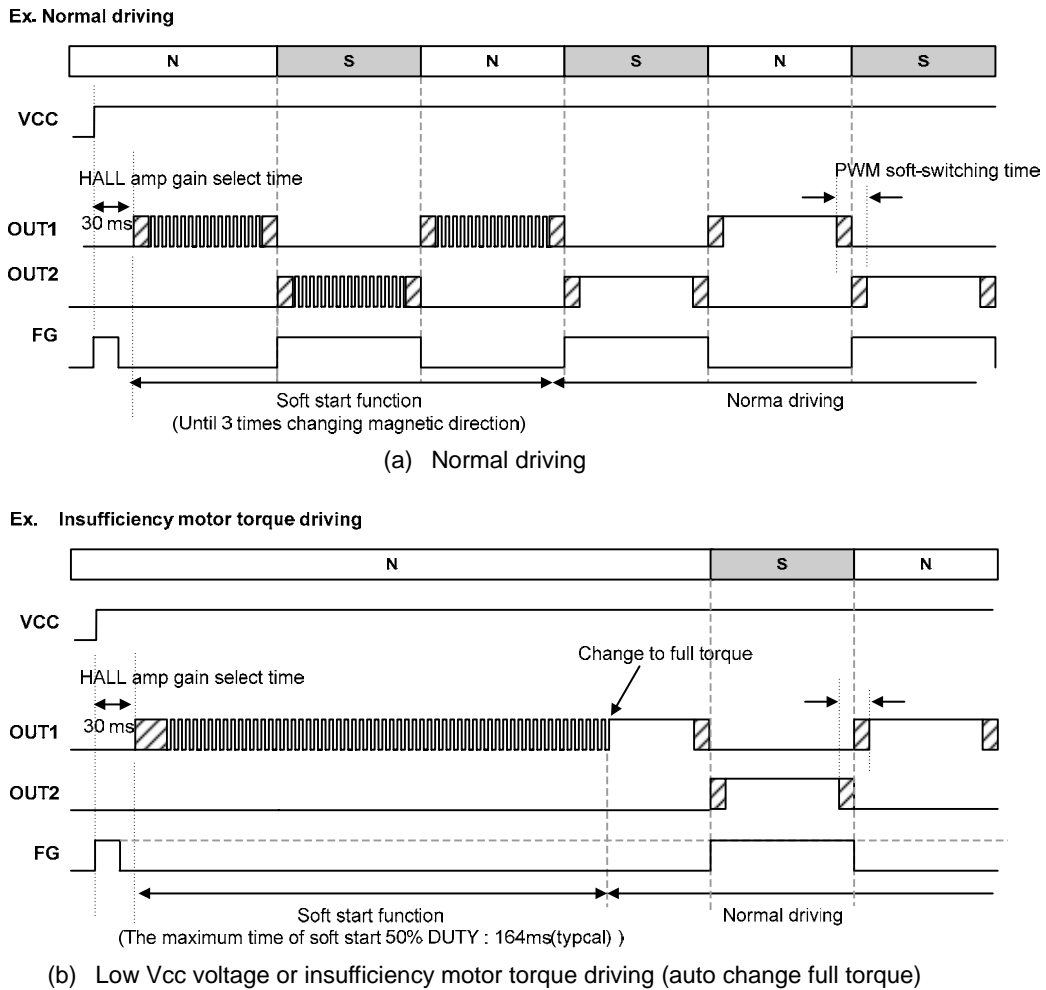 Ex. Normal driving
N S N S N S
VCC
HALL amp gain select time
PWM soft-switching time
30 ms
OUT1
OUT2
FG
Soft start function
Norma driving
(Until 3 times changing magnetic direction)
(a) Normal driving
Ex. Insufficiency motor torque driving
N S N
VCC
Change to full torque
HALL amp gain select time
30 ms
OUT1
OUT2
FG
Soft start function
Normal driving
(The maximum time of soft start 50% DUTY : 164ms(typcal) )
(b) Low Vcc voltage or insufficiency motor torque driving (auto change full torque)